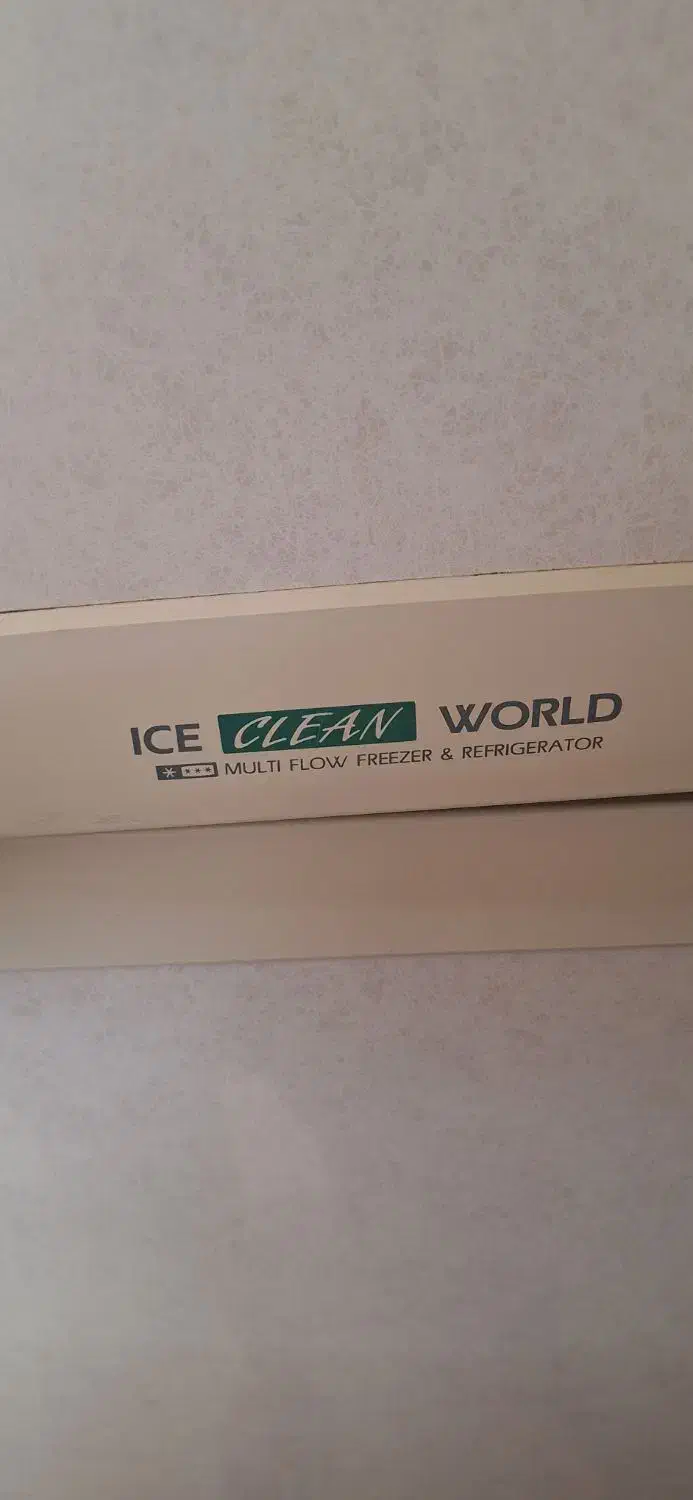 ICE CLEAN WORLD
MULTI FLOW FREEZER & REFRIGERATOR